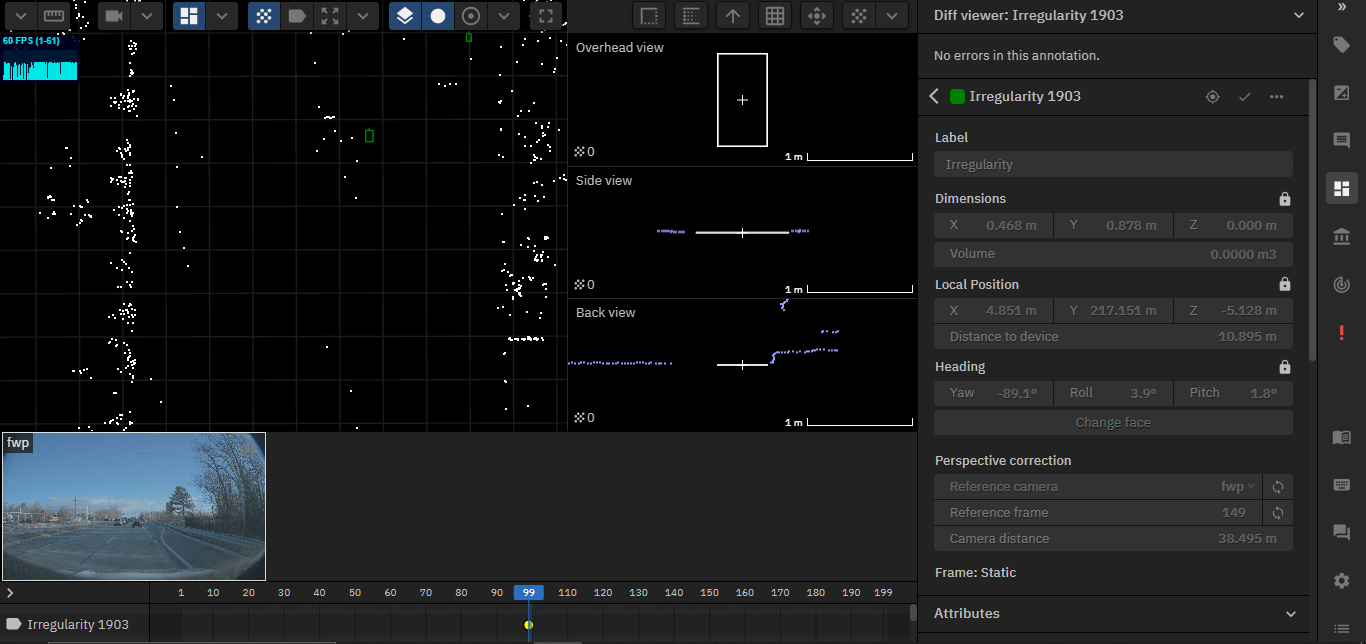 60 FPS (1-61)
Overhead view
0
1 m
Side view
0
1 m
Back view
0
1 m
fwp
1 10 20 30 40 50 60 70 80 90 99 110 120 130 140 150 160 170 180 190 199
Irregularity 1903
Diff viewer: Irregularity 1903
No errors in this annotation.
Irregularity 1903
Label
Irregularity
Dimensions
X 0.468 m Y 0.878 m Z 0.000 m
Volume 0.0000 m3
Local Position
X 4.851 m Y 217.151 m Z -5.128 m
Distance to device 10.895 m
Heading
Yaw -89.1° Roll 3.9° Pitch 1.8°
Change face
Perspective correction
Reference camera fwp
Reference frame 149
Camera distance 38.495 m
Frame: Static
Attributes